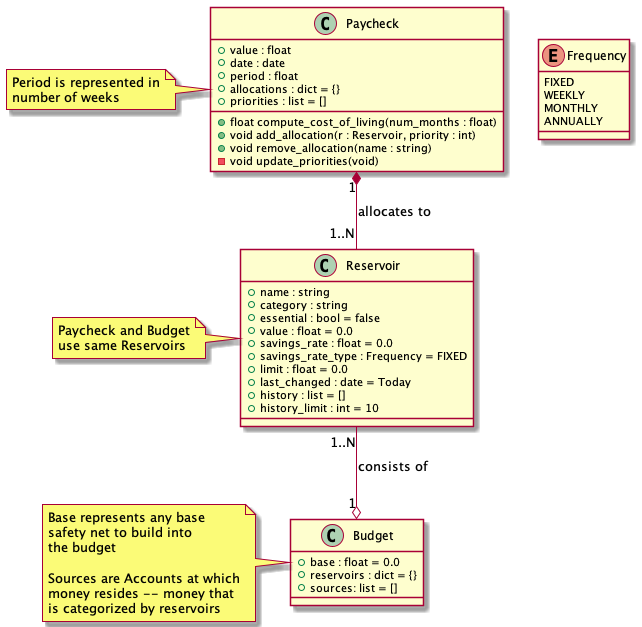 C Paycheck
value : float
date : date
period : float
allocations : dict = {}
priorities : list = []
float compute_cost_of_living(num_months : float)
void add_allocation(r : Reservoir, priority : int)
void remove_allocation(name : string)
void update_priorities(void)
Period is represented in
number of weeks
E Frequency
FIXED
WEEKLY
MONTHLY
ANNUALLY
1
allocates to
1..N
C Reservoir
name : string
category : string
essential : bool = false
value : float = 0.0
savings_rate : float = 0.0
savings_rate_type : Frequency = FIXED
limit : float = 0.0
last_changed : date = Today
history : list = []
history_limit : int = 10
Paycheck and Budget
use same Reservoirs
1..N
consists of
1
C Budget
base : float = 0.0
reservoirs : dict = {}
sources: list = []
Base represents any base
safety net to build into
the budget
Sources are Accounts at which
money resides -- money that
is categorized by reservoirs